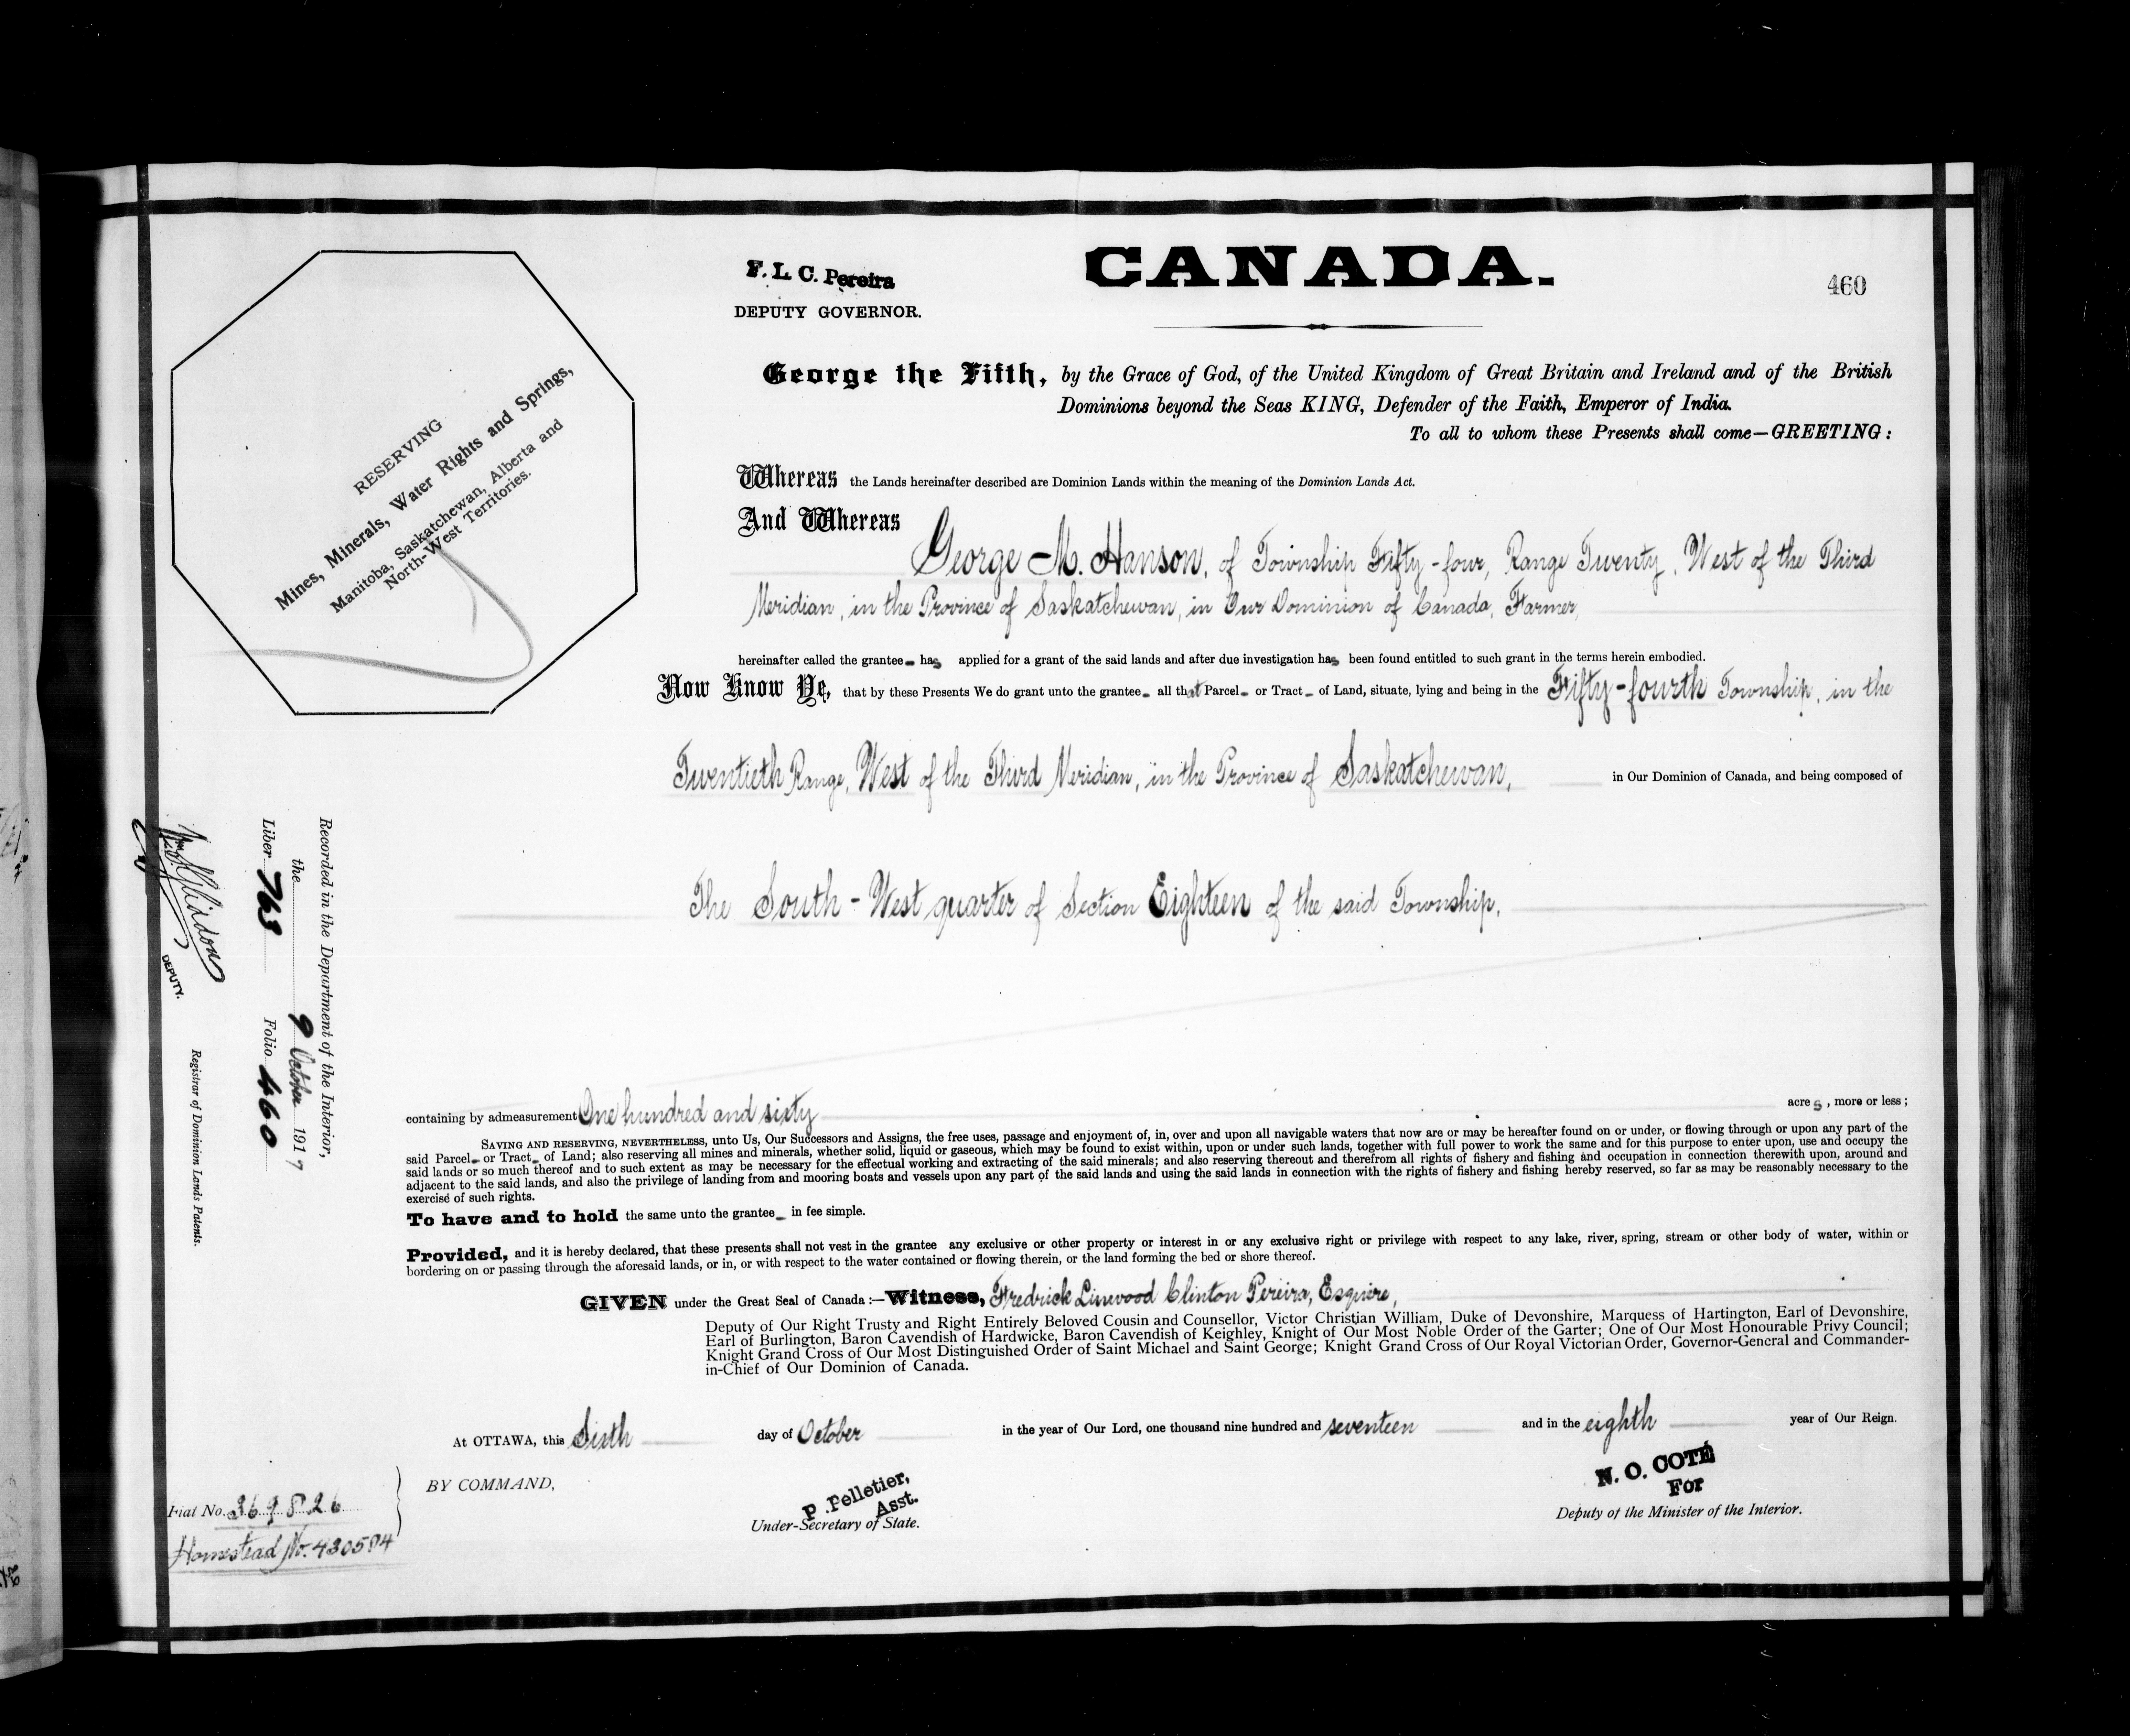 F. L. C. Pereira
DEPUTY GOVERNOR.
CANADA.
460
RESERVING
Mines, Minerals, Water Rights and Springs,
Manitoba, Saskatchewan, Alberta and
North-West Territories.
George the Fifth, by the Grace of God, of the United Kingdom of Great Britain and Ireland and of the British
Dominions beyond the Seas KING, Defender of the Faith, Emperor of India.
To all to whom these Presents shall come—GREETING:
Whereas the Lands hereinafter described are Dominion Lands within the meaning of the Dominion Lands Act.
And Whereas
George M. Hanson, of Township Fifty-four, Range Twenty, West of the Third
Meridian, in the Province of Saskatchewan, in Our Dominion of Canada, Farmer,
hereinafter called the grantee has applied for a grant of the said lands and after due investigation has been found entitled to such grant in the terms herein embodied.
Now Know Ye, that by these Presents We do grant unto the grantee all that Parcel or Tract of Land, situate, lying and being in the Fifty-fourth Township, in the
Twentieth Range, West of the Third Meridian, in the Province of Saskatchewan, in Our Dominion of Canada, and being composed of
The South-West quarter of Section Eighteen of the said Township,
containing by admeasurement One hundred and sixty acres, more or less;
SAVING AND RESERVING, NEVERTHELESS, unto Us, Our Successors and Assigns, the free uses, passage and enjoyment of, in, over and upon all navigable waters that now are or may be hereafter found on or under, or flowing through or upon any part of the
said Parcel or Tract of Land; also reserving all mines and minerals, whether solid, liquid or gaseous, which may be found to exist within, upon or under such lands, together with full power to work the same and for this purpose to enter upon, use and occupy the
said lands or so much thereof and to such extent as may be necessary for the effectual working and extracting of the said minerals; and also reserving thereout and therefrom all rights of fishery and fishing and occupation in connection therewith upon, around and
adjacent to the said lands, and also the privilege of landing from and mooring boats and vessels upon any part of the said lands and using the said lands in connection with the rights of fishery and fishing hereby reserved, so far as may be reasonably necessary to the
exercise of such rights.
To have and to hold the same unto the grantee in fee simple.
Provided, and it is hereby declared, that these presents shall not vest in the grantee any exclusive or other property or interest in or any exclusive right or privilege with respect to any lake, river, spring, stream or other body of water, within or
bordering on or passing through the aforesaid lands, or in, or with respect to the water contained or flowing therein, or the land forming the bed or shore thereof.
GIVEN under the Great Seal of Canada:—Witness, Fredrick Linwood Clinton Pereira, Esquire,
Deputy of Our Right Trusty and Right Entirely Beloved Cousin and Counsellor, Victor Christian William, Duke of Devonshire, Marquess of Hartington, Earl of Devonshire,
Earl of Burlington, Baron Cavendish of Hardwicke, Baron Cavendish of Keighley, Knight of Our Most Noble Order of the Garter; One of Our Most Honourable Privy Council;
Knight Grand Cross of Our Most Distinguished Order of Saint Michael and Saint George; Knight Grand Cross of Our Royal Victorian Order, Governor-General and Commander-
in-Chief of Our Dominion of Canada.
At OTTAWA, this Sixth day of October in the year of Our Lord, one thousand nine hundred and seventeen and in the eighth year of Our Reign.
BY COMMAND,
P. Pelletier,
Asst.
Under-Secretary of State.
N. O. COTÉ
For
Deputy of the Minister of the Interior.
Fiat No. 369826
Homestead No. 430584
Recorded in the Department of the Interior,
the 9 October 1917
Liber 763 Folio 460
DEPUTY.
Registrar of Dominion Lands Patents.